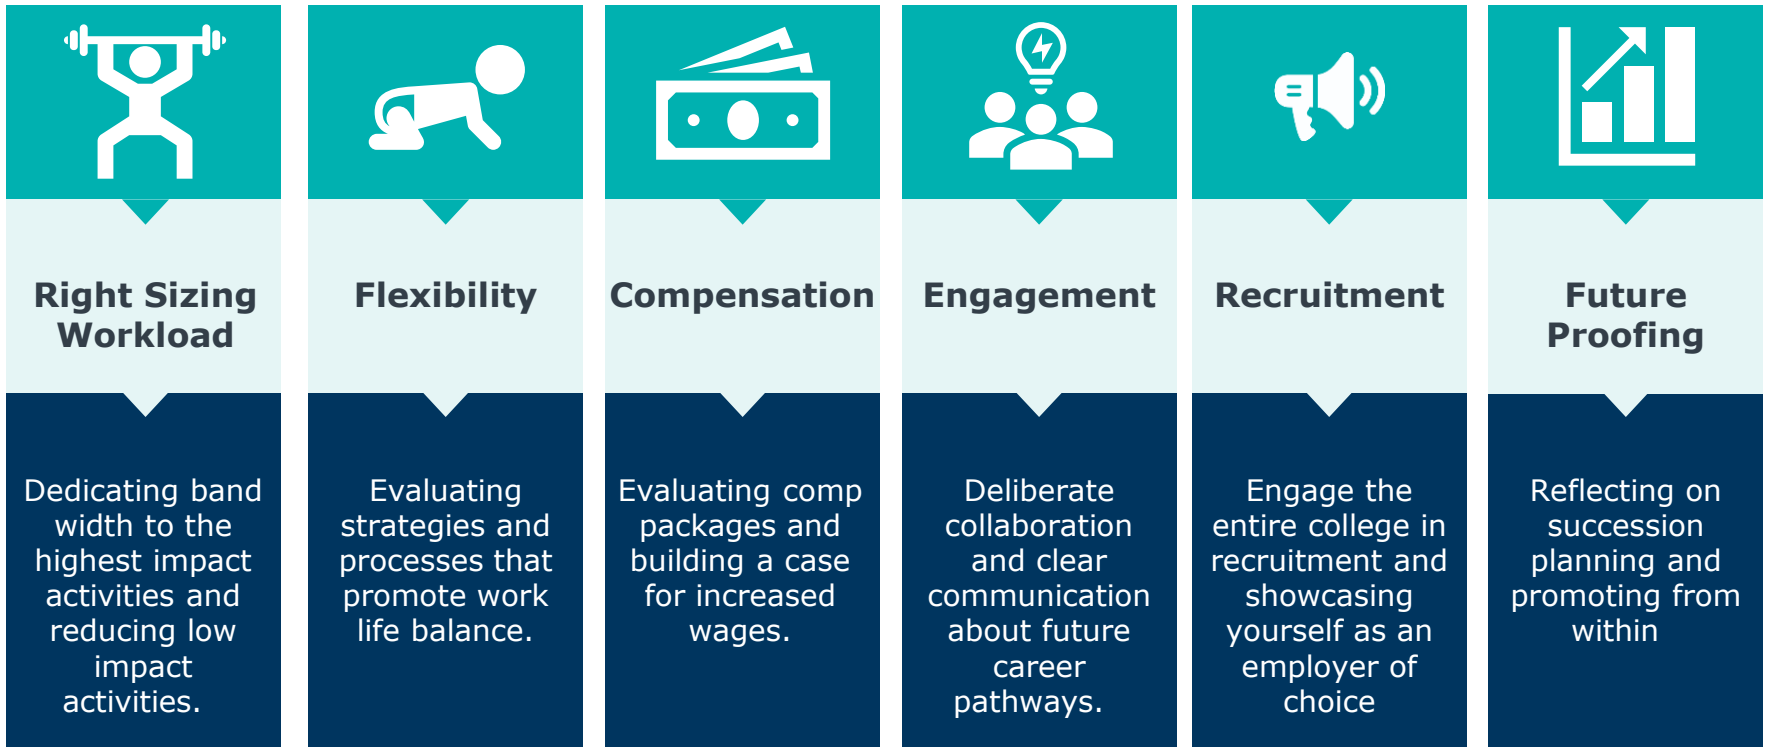 Right Sizing
Workload
Dedicating band
width to the
highest impact
activities and
reducing low
impact
activities.
Flexibility
Evaluating
strategies and
processes that
promote work
life balance.
Compensation
Evaluating comp
packages and
building a case
for increased
wages.
Engagement
Deliberate
collaboration
and clear
communication
about future
career
pathways.
Recruitment
Engage the
entire college in
recruitment and
showcasing
yourself as an
employer of
choice
Future
Proofing
Reflecting on
succession
planning and
promoting from
within